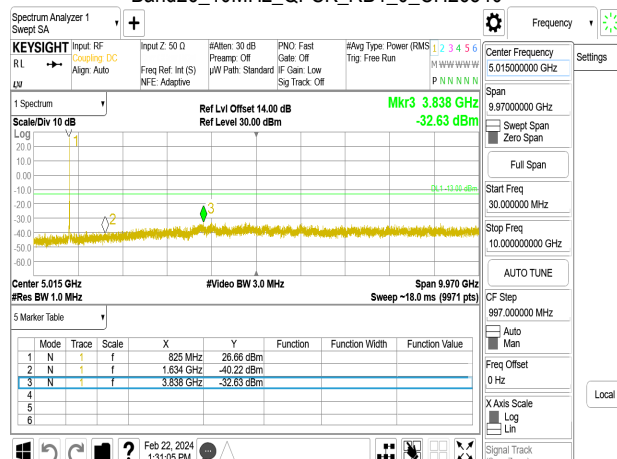 Spectrum Analyzer 1
Swept SA
Frequency
KEYSIGHT
RL
Input: RF
Coupling: DC
Align: Auto
Input Z: 50 Ω
Freq Ref: Int (S)
NFE: Adaptive
#Atten: 30 dB
Preamp: Off
µW Path: Standard
PNO: Fast
Gate: Off
IF Gain: Low
Sig Track: Off
#Avg Type: Power (RMS
Trig: Free Run
1 2 3 4 5 6
M W W W W W
P N N N N N
1 Spectrum
Scale/Div 10 dB
Ref Lvl Offset 14.00 dB
Ref Level 30.00 dBm
Mkr3 3.838 GHz
-32.63 dBm
Log
20.0
10.0
0.00
-10.0
-20.0
-30.0
-40.0
-50.0
-60.0
1
2
3
DL1 -13.00 dBm
Center 5.015 GHz
#Res BW 1.0 MHz
#Video BW 3.0 MHz
Span 9.970 GHz
Sweep ~18.0 ms (9971 pts)
5 Marker Table
Mode Trace Scale X Y Function Function Width Function Value
1 N 1 f 825 MHz 26.66 dBm
2 N 1 f 1.634 GHz -40.22 dBm
3 N 1 f 3.838 GHz -32.63 dBm
4
5
6
Feb 22, 2024
1:31:05 PM
Center Frequency
5.015000000 GHz
Span
9.97000000 GHz
Swept Span
Zero Span
Full Span
Start Freq
30.000000 MHz
Stop Freq
10.000000000 GHz
AUTO TUNE
CF Step
997.000000 MHz
Auto
Man
Freq Offset
0 Hz
X Axis Scale
Log
Lin
Signal Track
Settings
Local